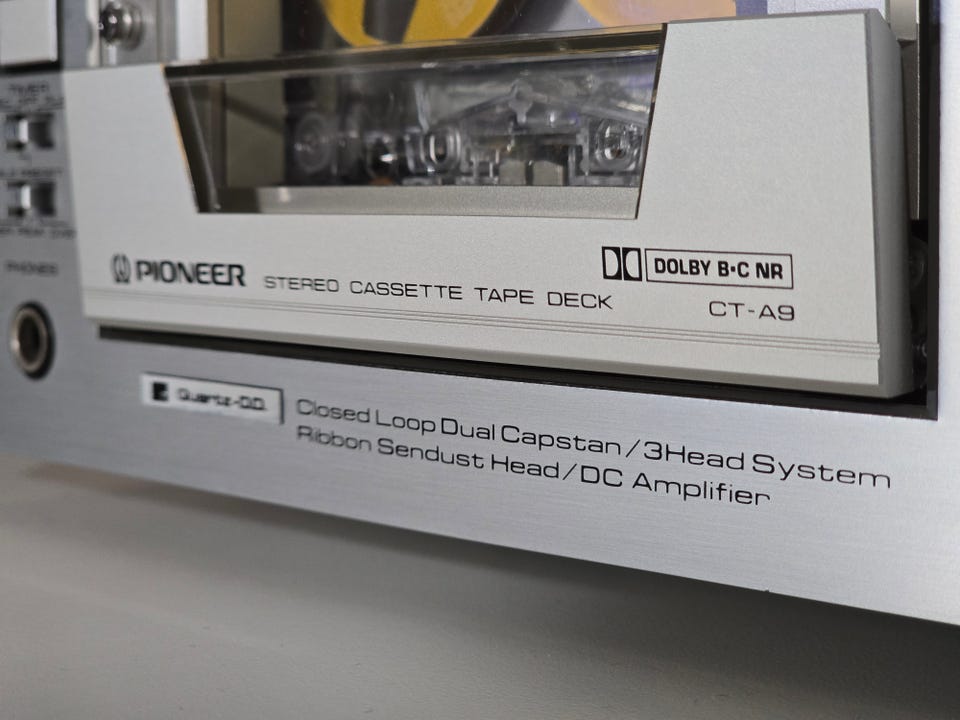 TIMER
PHONES
PIONEER STEREO CASSETTE TAPE DECK
DOLBY B·C NR
CT-A9
Quartz-D.D.
Closed Loop Dual Capstan/3Head System
Ribbon Sendust Head/DC Amplifier